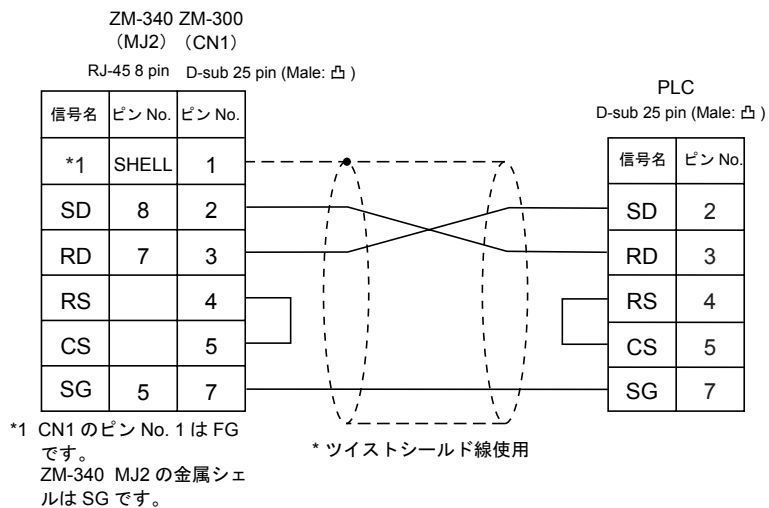 ZM-340 ZM-300
（MJ2）（CN1）
RJ-45 8 pin D-sub 25 pin (Male: 凸 )
信号名 ピン No. ピン No.
*1 SHELL 1
SD 8 2
RD 7 3
RS 4
CS 5
SG 5 7
PLC
D-sub 25 pin (Male: 凸 )
信号名 ピン No.
SD 2
RD 3
RS 4
CS 5
SG 7
*1 CN1 のピン No. 1 は FG
です。
ZM-340 MJ2 の金属シェ
ルは SG です。
* ツイストシールド線使用